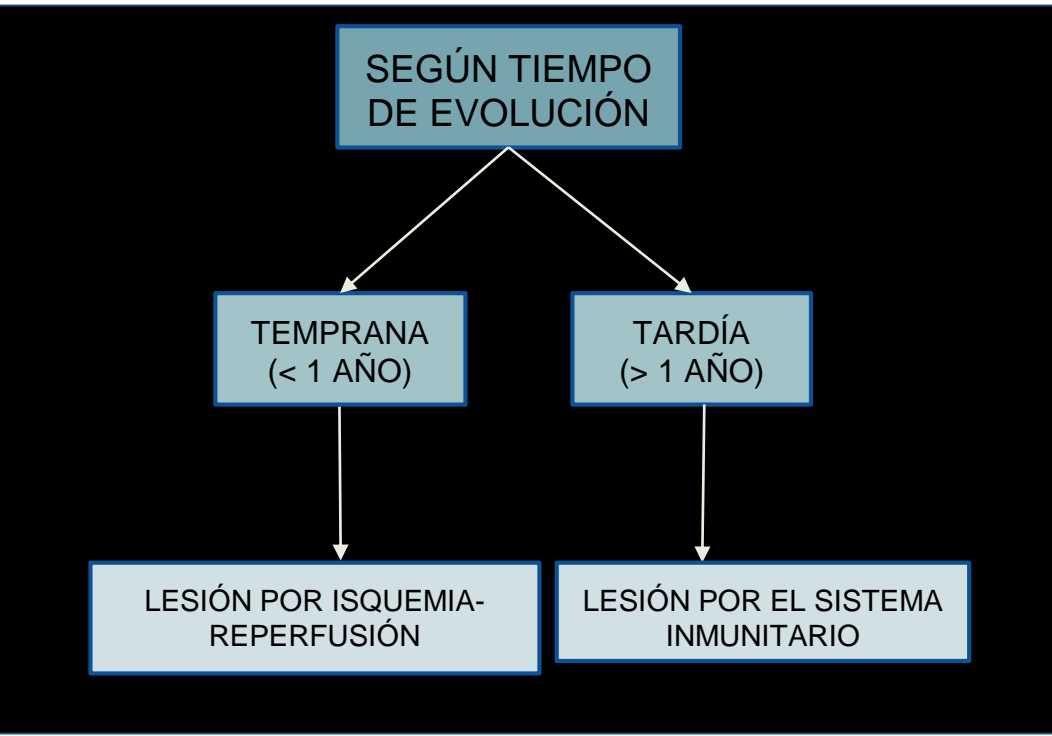 SEGÚN TIEMPO
DE EVOLUCIÓN
TEMPRANA
(< 1 AÑO)
TARDÍA
(> 1 AÑO)
LESIÓN POR ISQUEMIA-
REPERFUSIÓN
LESIÓN POR EL SISTEMA
INMUNITARIO